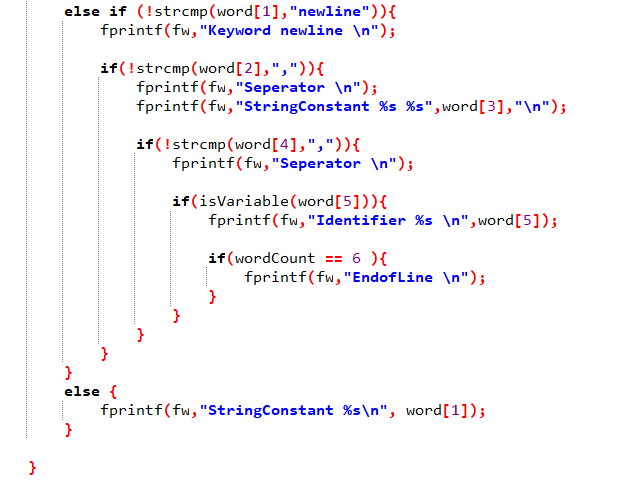 else if (!strcmp(word[1],"newline")){
fprintf(fw,"Keyword newline \n");
if(!strcmp(word[2],",")){
fprintf(fw,"Seperator \n");
fprintf(fw,"StringConstant %s %s",word[3],"\n");
if(!strcmp(word[4],",")){
fprintf(fw,"Seperator \n");
if(isVariable(word[5])){
fprintf(fw,"Identifier %s \n",word[5]);
if(wordCount == 6 ){
fprintf(fw,"EndofLine \n");
}
}
}
}
}
else {
fprintf(fw,"StringConstant %s\n", word[1]);
}
}